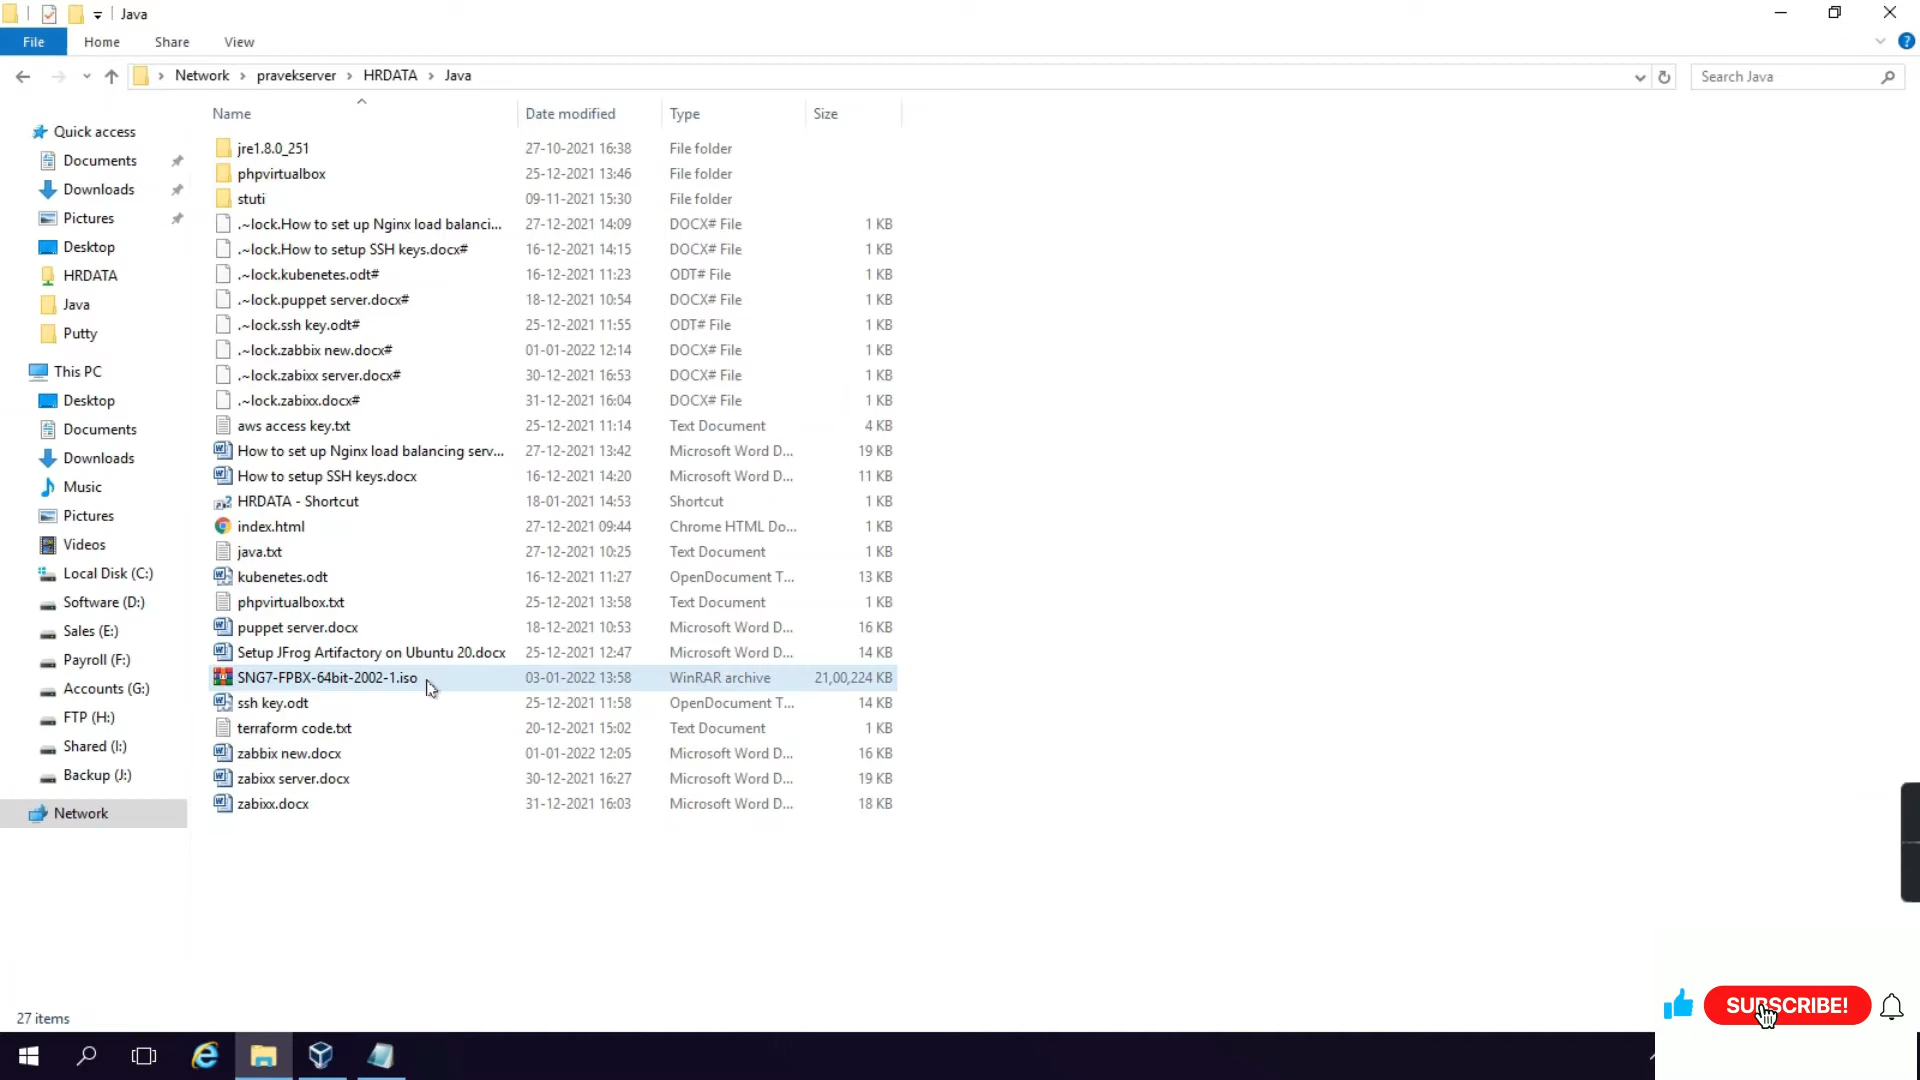 Java
File Home Share View
Network › pravekserver › HRDATA › Java
Search Java
Name Date modified Type Size
Quick access
Documents
Downloads
Pictures
Desktop
HRDATA
Java
Putty
This PC
Desktop
Documents
Downloads
Music
Pictures
Videos
Local Disk (C:)
Software (D:)
Sales (E:)
Payroll (F:)
Accounts (G:)
FTP (H:)
Shared (I:)
Backup (J:)
Network
jre1.8.0_251 27-10-2021 16:38 File folder
phpvirtualbox 25-12-2021 13:46 File folder
stuti 09-11-2021 15:30 File folder
.~lock.How to set up Nginx load balanci... 27-12-2021 14:09 DOCX# File 1 KB
.~lock.How to setup SSH keys.docx# 16-12-2021 14:15 DOCX# File 1 KB
.~lock.kubenetes.odt# 16-12-2021 11:23 ODT# File 1 KB
.~lock.puppet server.docx# 18-12-2021 10:54 DOCX# File 1 KB
.~lock.ssh key.odt# 25-12-2021 11:55 ODT# File 1 KB
.~lock.zabbix new.docx# 01-01-2022 12:14 DOCX# File 1 KB
.~lock.zabixx server.docx# 30-12-2021 16:53 DOCX# File 1 KB
.~lock.zabixx.docx# 31-12-2021 16:04 DOCX# File 1 KB
aws access key.txt 25-12-2021 11:14 Text Document 4 KB
How to set up Nginx load balancing serv... 27-12-2021 13:42 Microsoft Word D... 19 KB
How to setup SSH keys.docx 16-12-2021 14:20 Microsoft Word D... 11 KB
HRDATA - Shortcut 18-01-2021 14:53 Shortcut 1 KB
index.html 27-12-2021 09:44 Chrome HTML Do... 1 KB
java.txt 27-12-2021 10:25 Text Document 1 KB
kubenetes.odt 16-12-2021 11:27 OpenDocument T... 13 KB
phpvirtualbox.txt 25-12-2021 13:58 Text Document 1 KB
puppet server.docx 18-12-2021 10:53 Microsoft Word D... 16 KB
Setup JFrog Artifactory on Ubuntu 20.docx 25-12-2021 12:47 Microsoft Word D... 14 KB
SNG7-FPBX-64bit-2002-1.iso 03-01-2022 13:58 WinRAR archive 21,00,224 KB
ssh key.odt 25-12-2021 11:58 OpenDocument T... 14 KB
terraform code.txt 20-12-2021 15:02 Text Document 1 KB
zabbix new.docx 01-01-2022 12:05 Microsoft Word D... 16 KB
zabixx server.docx 30-12-2021 16:27 Microsoft Word D... 19 KB
zabixx.docx 31-12-2021 16:03 Microsoft Word D... 18 KB
27 items
SUBSCRIBE!